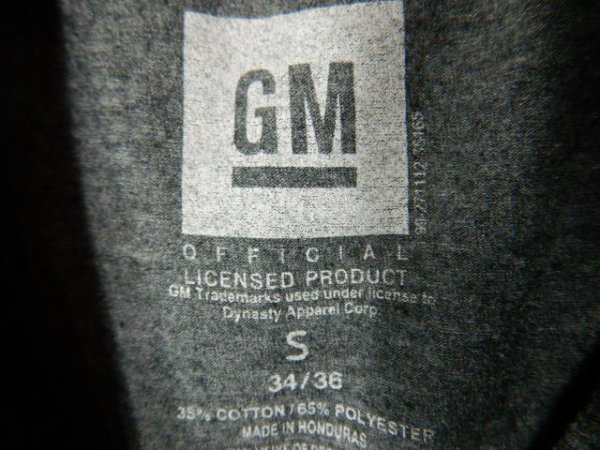 GM
OFFICIAL
LICENSED PRODUCT
GM Trademarks used under license to
Dynasty Apparel Corp.
S
34/36
35% COTTON / 65% POLYESTER
MADE IN HONDURAS